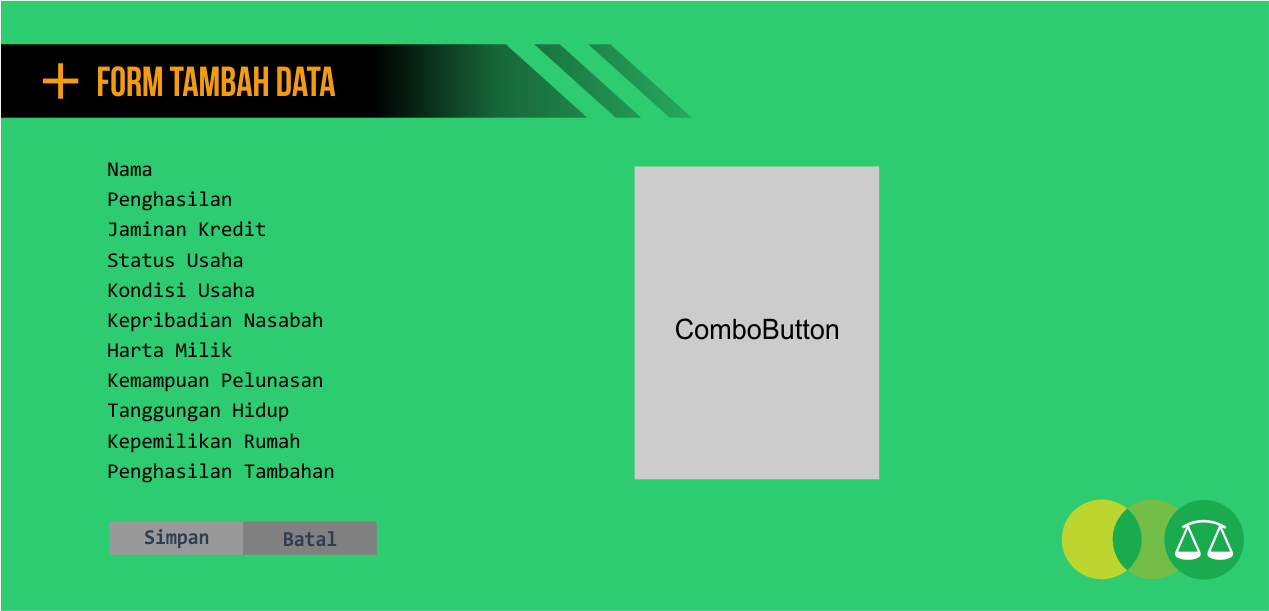 FORM TAMBAH DATA
Nama
Penghasilan
Jaminan Kredit
Status Usaha
Kondisi Usaha
Kepribadian Nasabah
Harta Milik
Kemampuan Pelunasan
Tanggungan Hidup
Kepemilikan Rumah
Penghasilan Tambahan
ComboButton
Simpan
Batal